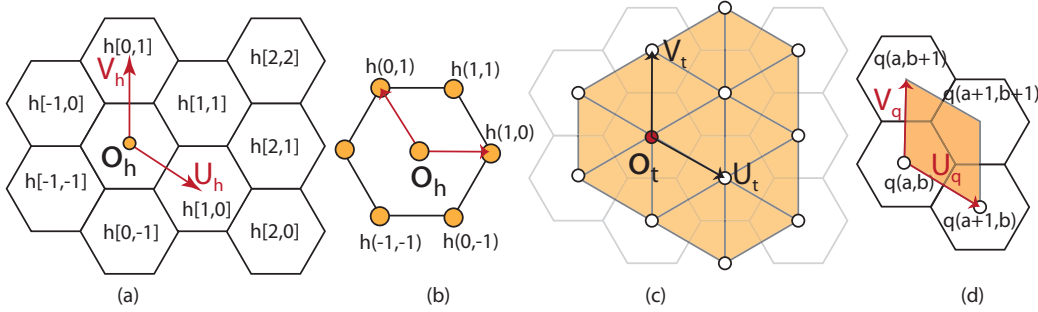 h[0,1]
V_h
h[2,2]
h[-1,0]
h[1,1]
O_h
h[2,1]
h[-1,-1]
U_h
h[1,0]
h[0,-1]
h[2,0]
(a)
h(0,1)
h(1,1)
h(1,0)
O_h
h(-1,-1)
h(0,-1)
(b)
V_t
O_t
U_t
(c)
q(a,b+1)
V_q
q(a+1,b+1)
U_q
q(a,b)
q(a+1,b)
(d)